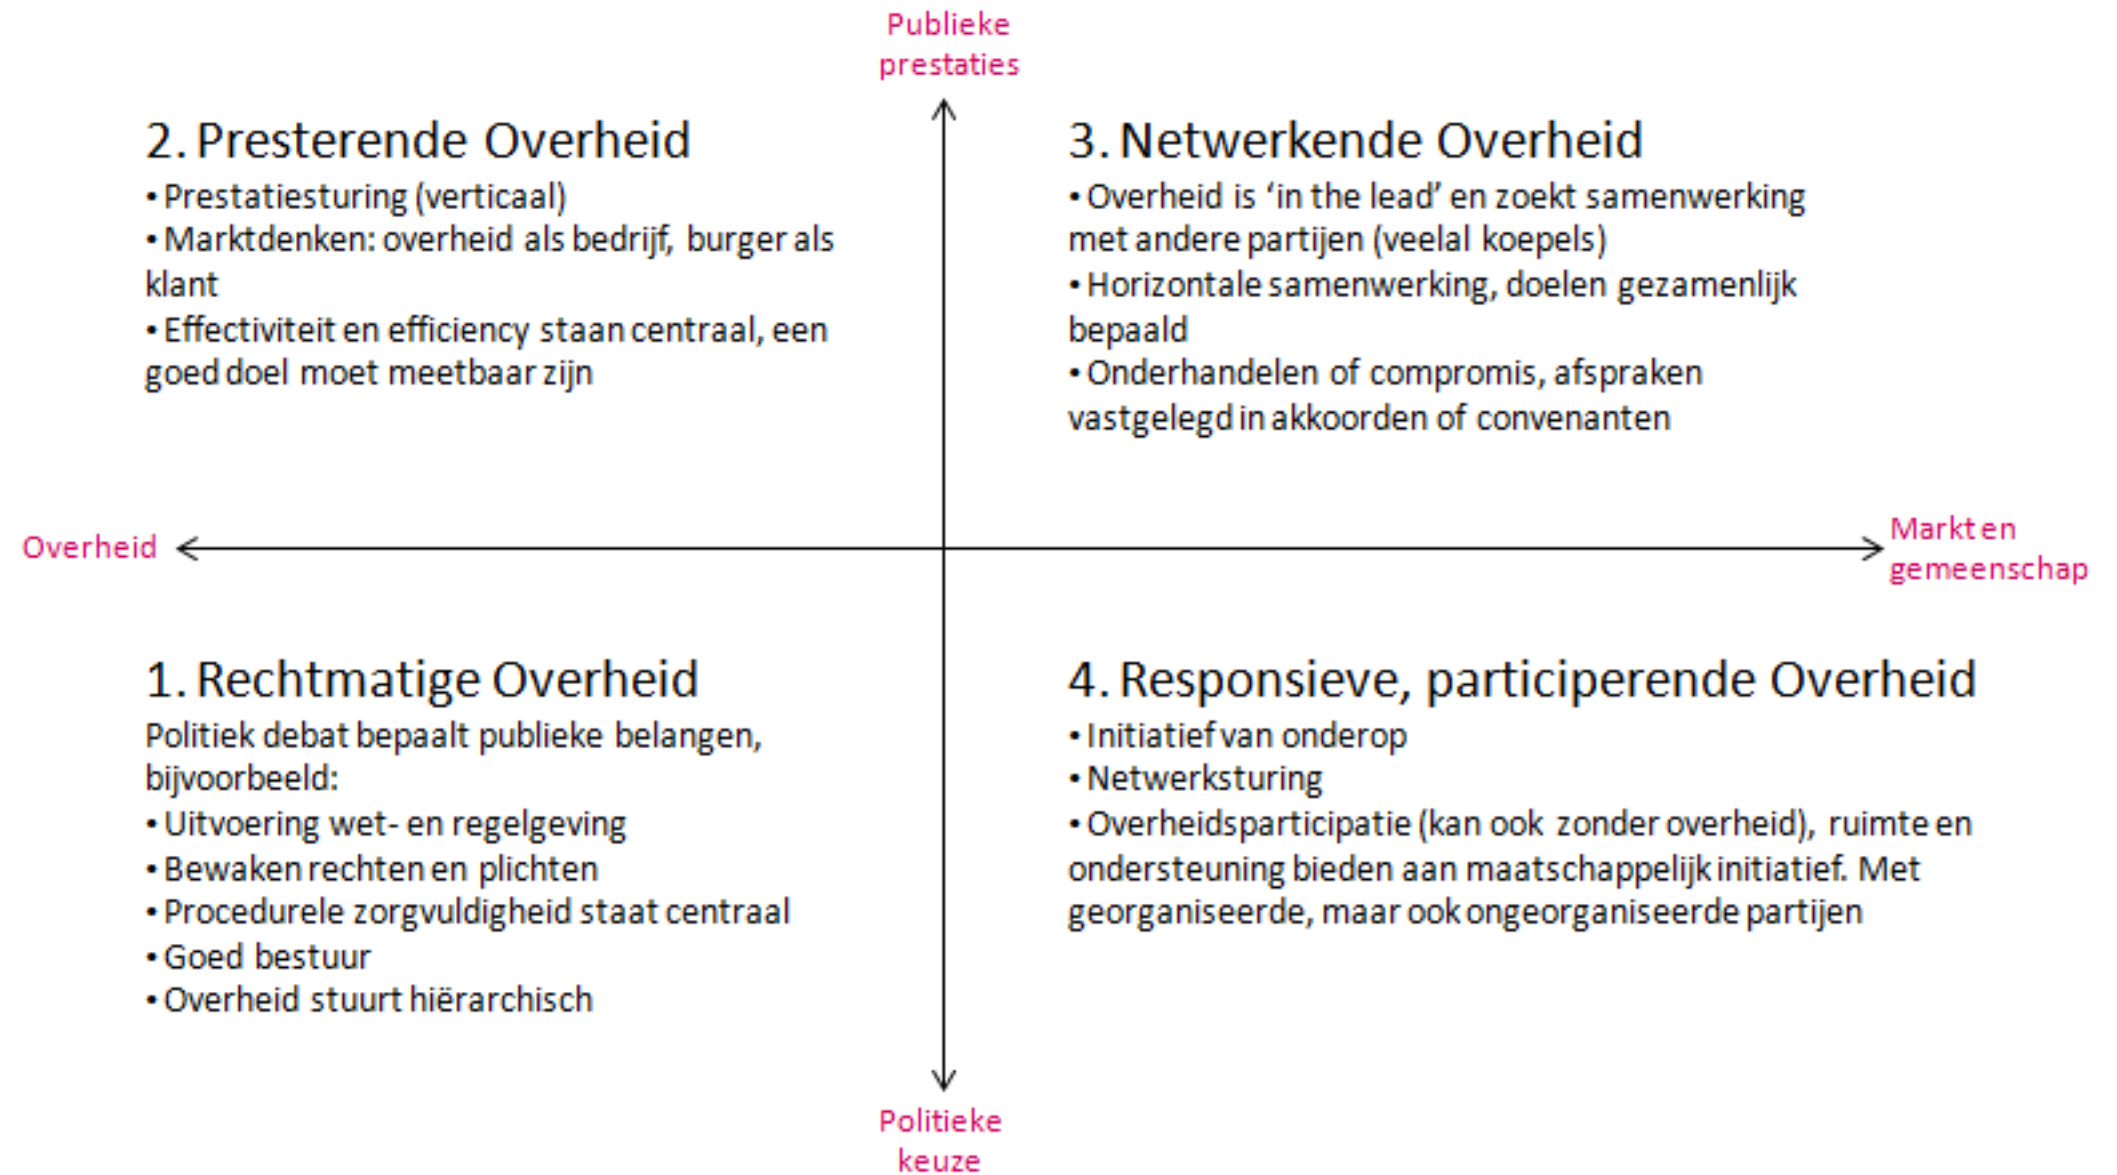 Publieke
prestaties
2. Presterende Overheid
• Prestatiesturing (verticaal)
• Marktdenken: overheid als bedrijf, burger als
klant
• Effectiviteit en efficiency staan centraal, een
goed doel moet meetbaar zijn
3. Netwerkende Overheid
• Overheid is ‘in the lead’ en zoekt samenwerking
met andere partijen (veelal koepels)
• Horizontale samenwerking, doelen gezamenlijk
bepaald
• Onderhandelen of compromis, afspraken
vastgelegd in akkoorden of convenanten
Overheid
Markt en
gemeenschap
1. Rechtmatige Overheid
Politiek debat bepaalt publieke belangen,
bijvoorbeeld:
• Uitvoering wet- en regelgeving
• Bewaken rechten en plichten
• Procedurele zorgvuldigheid staat centraal
• Goed bestuur
• Overheid stuurt hiërarchisch
4. Responsieve, participerende Overheid
• Initiatief van onderop
• Netwerksturing
• Overheidsparticipatie (kan ook zonder overheid), ruimte en
ondersteuning bieden aan maatschappelijk initiatief. Met
georganiseerde, maar ook ongeorganiseerde partijen
Politieke
keuze